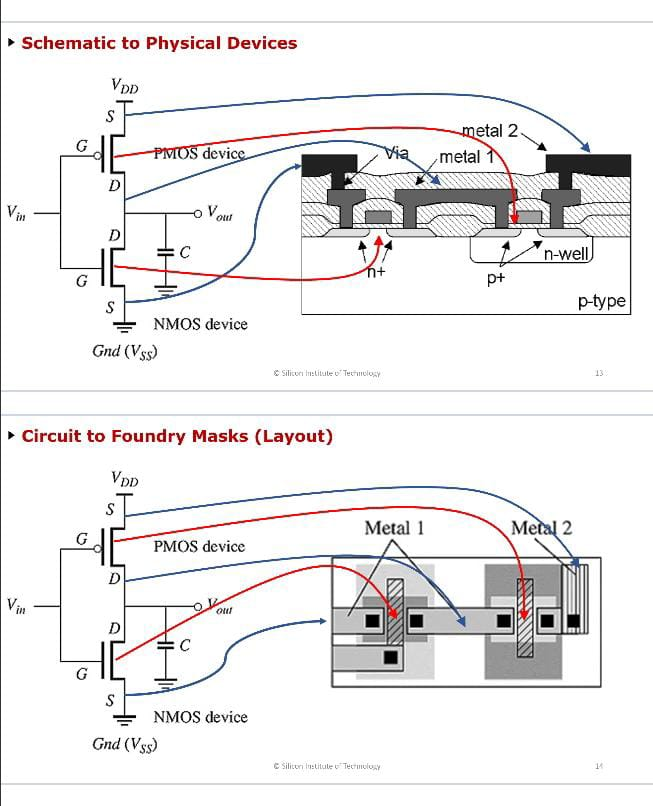 Schematic to Physical Devices
VDD
S
G
PMOS device
D
Vin
Vout
D
C
G
S
NMOS device
Gnd (VSS)
metal 2
Via
metal 1
n+
p+
n-well
p-type
© Silicon Institute of Technology
13
Circuit to Foundry Masks (Layout)
VDD
S
G
PMOS device
D
Vin
Vout
D
C
G
S
NMOS device
Gnd (VSS)
Metal 1
Metal 2
© Silicon Institute of Technology
14